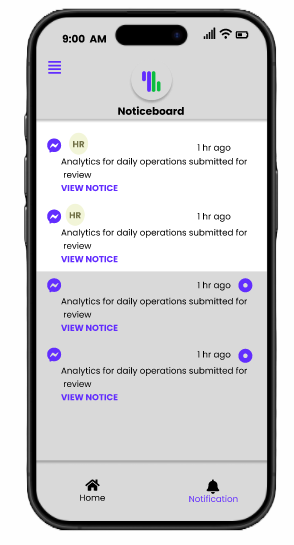 9:00 AM
Noticeboard
HR
1 hr ago
Analytics for daily operations submitted for
review
VIEW NOTICE
HR
1 hr ago
Analytics for daily operations submitted for
review
VIEW NOTICE
1 hr ago
Analytics for daily operations submitted for
review
VIEW NOTICE
1 hr ago
Analytics for daily operations submitted for
review
VIEW NOTICE
Home
Notification